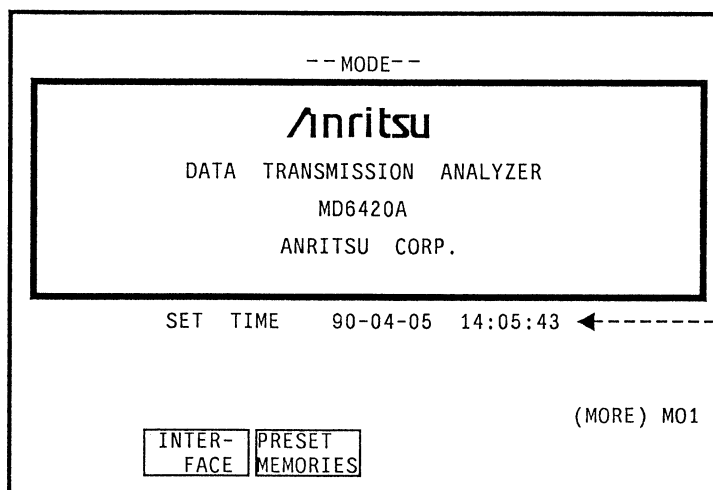 --MODE--
Anritsu
DATA TRANSMISSION ANALYZER
MD6420A
ANRITSU CORP.
SET TIME 90-04-05 14:05:43
(MORE) MO1
INTER-
FACE
PRESET
MEMORIES